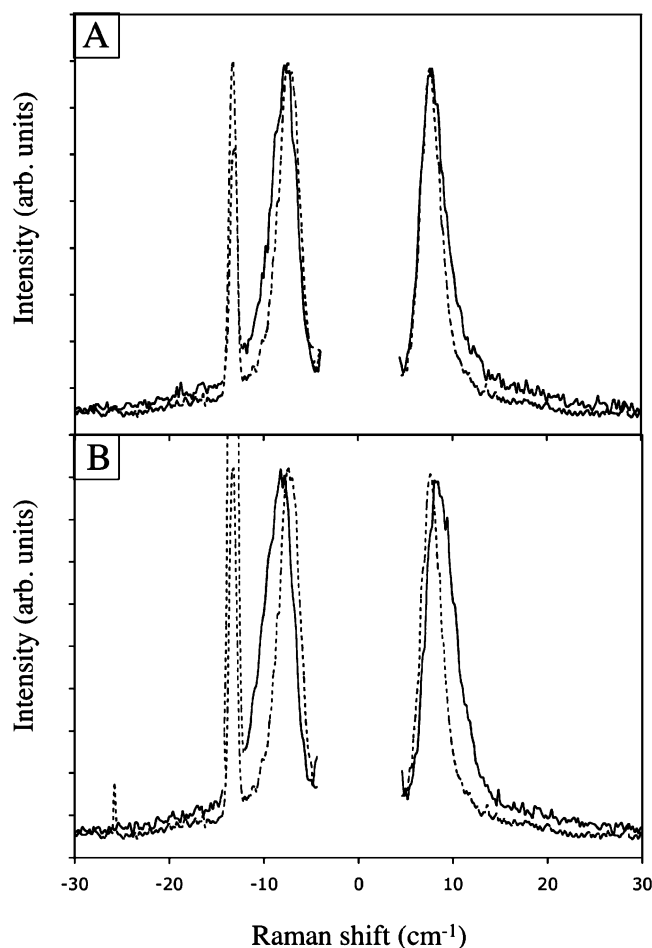 A
Intensity (arb. units)
B
Intensity (arb. units)
-30 -20 -10 0 10 20 30
Raman shift (cm-1)